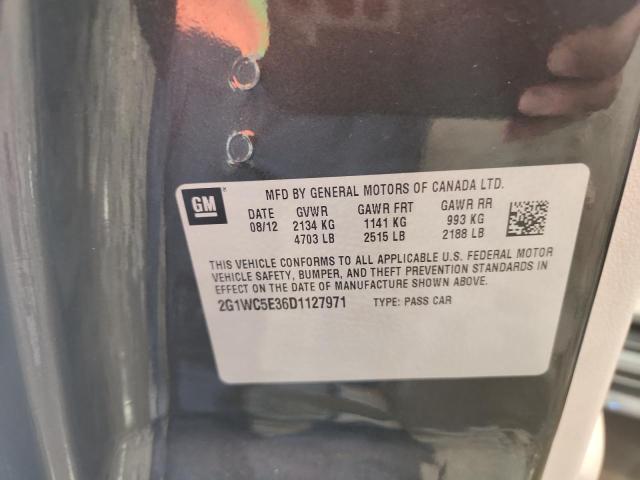 GM
MFD BY GENERAL MOTORS OF CANADA LTD.
DATE GVWR GAWR FRT GAWR RR
08/12 2134 KG 1141 KG 993 KG
4703 LB 2515 LB 2188 LB
THIS VEHICLE CONFORMS TO ALL APPLICABLE U.S. FEDERAL MOTOR
VEHICLE SAFETY, BUMPER, AND THEFT PREVENTION STANDARDS IN
EFFECT ON THE DATE OF MANUFACTURE SHOWN ABOVE.
2G1WC5E36D1127971 TYPE: PASS CAR